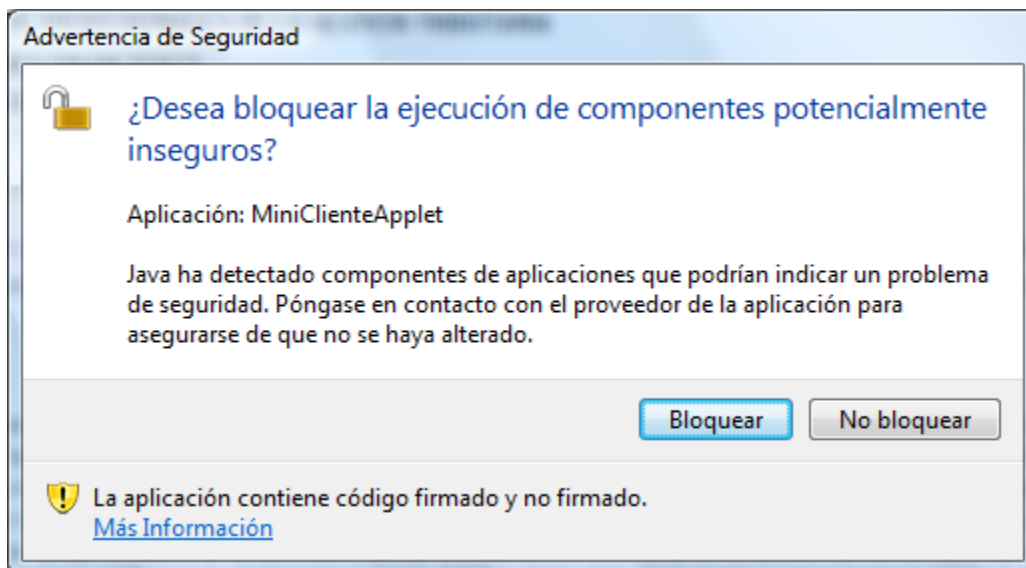 Advertencia de Seguridad
¿Desea bloquear la ejecución de componentes potencialmente
inseguros?
Aplicación: MiniClienteApplet
Java ha detectado componentes de aplicaciones que podrían indicar un problema
de seguridad. Póngase en contacto con el proveedor de la aplicación para
asegurarse de que no se haya alterado.
Bloquear
No bloquear
La aplicación contiene código firmado y no firmado.
Más Información